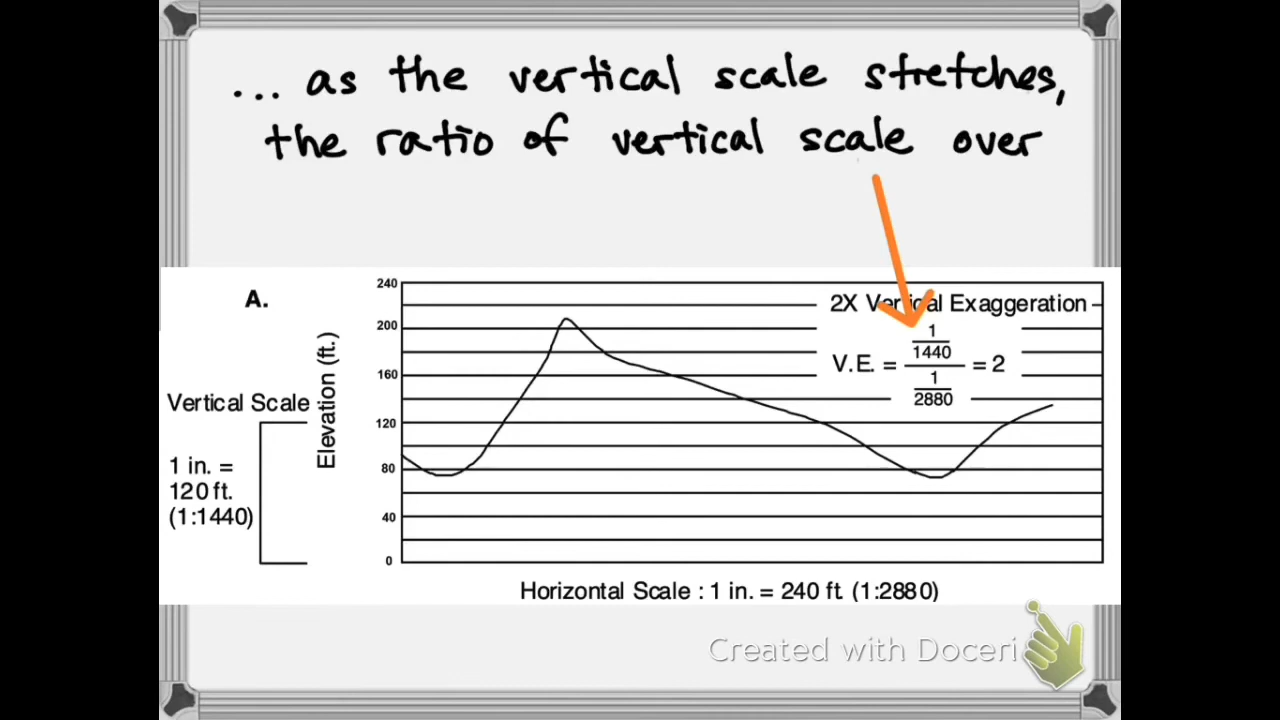 ... as the vertical scale stretches,
the ratio of vertical scale over
A.
240
200
160
120
80
40
0
Elevation (ft.)
Vertical Scale
1 in. =
120 ft.
(1:1440)
2X Vertical Exaggeration
V.E. = 1/1440 / 1/2880 = 2
Horizontal Scale : 1 in. = 240 ft. (1:2880)
Created with Doceri